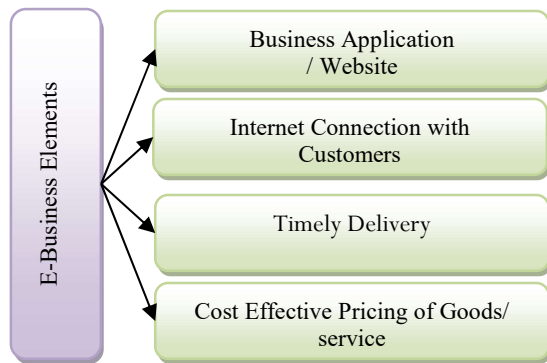 E-Business Elements
Business Application
/ Website
Internet Connection with
Customers
Timely Delivery
Cost Effective Pricing of Goods/
service